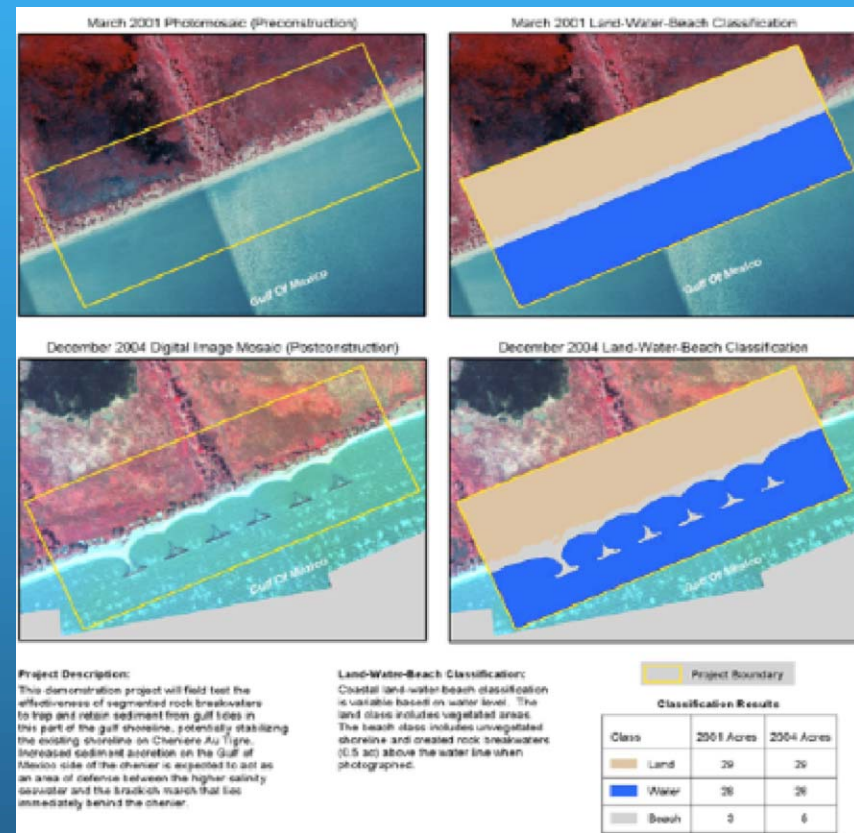 March 2001 Photomosaic (Preconstruction)
March 2001 Land-Water-Beach Classification
Gulf Of Mexico
Gulf Of Mexico
December 2004 Digital Image Mosaic (Postconstruction)
December 2004 Land-Water-Beach Classification
Gulf Of Mexico
Gulf Of Mexico
Project Description:
This demonstration project will field test the
effectiveness of segmented rock breakwaters
to trap and retain sediment from gulf tides in
this part of the gulf shoreline, potentially stabilizing
the existing shoreline on Cheniere Au Tigre.
Increased sediment accretion on the Gulf of
Mexico side of the chenier is expected to act as
an area of defense between the higher salinity
seawater and the brackish marsh that lies
immediately behind the chenier.
Land-Water-Beach Classification:
Coastal land-water-beach classification
is variable based on water level. The
land class includes vegetated areas.
The beach class includes unvegetated
shoreline and created rock breakwaters
(0.5 ac) above the water line when
photographed.
Project Boundary
Classification Results
Class 2001 Acres 2004 Acres
Land 29 29
Water 28
Beach 3